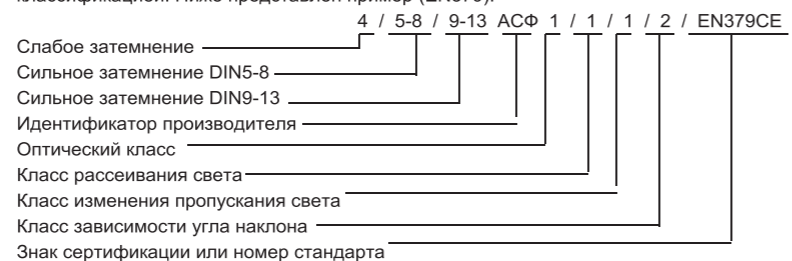 классификацией. Ниже представлен пример (EN379):
4 / 5-8 / 9-13 АСФ 1 / 1 / 1 / 2 / EN379CE
Слабое затемнение
Сильное затемнение DIN5-8
Сильное затемнение DIN9-13
Идентификатор производителя
Оптический класс
Класс рассеивания света
Класс изменения пропускания света
Класс зависимости угла наклона
Знак сертификации или номер стандарта